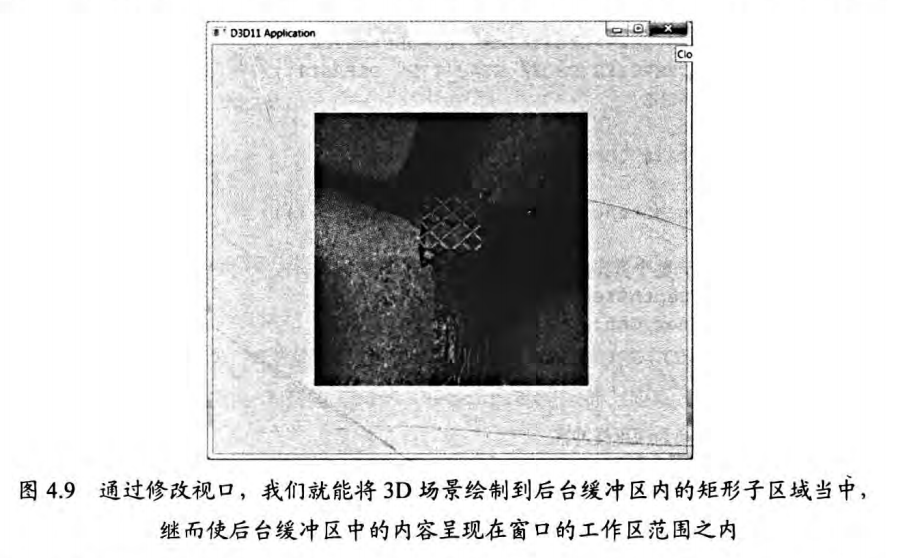 D3D11 Application
Clo
图 4.9 通过修改视口，我们就能将 3D 场景绘制到后台缓冲区内的矩形子区域当中，
继而使后台缓冲区中的内容呈现在窗口的工作区范围之内